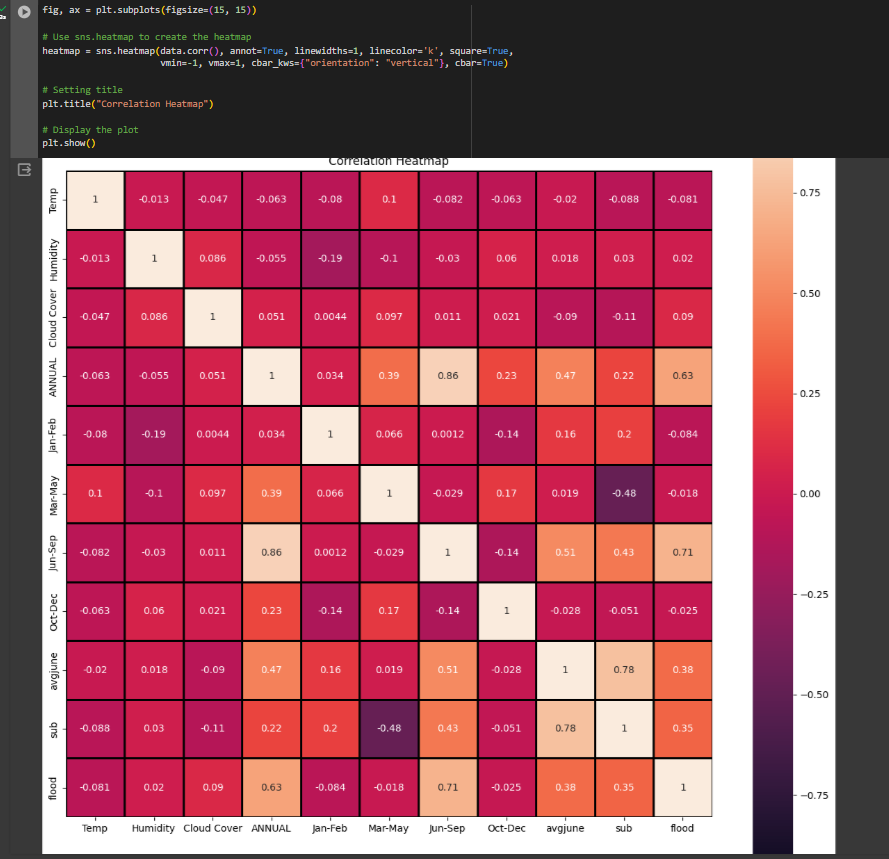 fig, ax = plt.subplots(figsize=(15, 15))
# Use sns.heatmap to create the heatmap
heatmap = sns.heatmap(data.corr(), annot=True, linewidths=1, linecolor='k', square=True,
vmin=-1, vmax=1, cbar_kws={"orientation": "vertical"}, cbar=True)
# Setting title
plt.title("Correlation Heatmap")
# Display the plot
plt.show()
Correlation Heatmap
Temp 1 -0.013 -0.047 -0.063 -0.08 0.1 -0.082 -0.063 -0.02 -0.088 -0.081
Humidity -0.013 1 0.086 -0.055 -0.19 -0.1 -0.03 0.06 0.018 0.03 0.02
Cloud Cover -0.047 0.086 1 0.051 0.0044 0.097 0.011 0.021 -0.09 -0.11 0.09
ANNUAL -0.063 -0.055 0.051 1 0.034 0.39 0.86 0.23 0.47 0.22 0.63
Jan-Feb -0.08 -0.19 0.0044 0.034 1 0.066 0.0012 -0.14 0.16 0.2 -0.084
Mar-May 0.1 -0.1 0.097 0.39 0.066 1 -0.029 0.17 0.019 -0.48 -0.018
Jun-Sep -0.082 -0.03 0.011 0.86 0.0012 -0.029 1 -0.14 0.51 0.43 0.71
Oct-Dec -0.063 0.06 0.021 0.23 -0.14 0.17 -0.14 1 -0.028 -0.051 -0.025
avgjune -0.02 0.018 -0.09 0.47 0.16 0.019 0.51 -0.028 1 0.78 0.38
sub -0.088 0.03 -0.11 0.22 0.2 -0.48 0.43 -0.051 0.78 1 0.35
flood -0.081 0.02 0.09 0.63 -0.084 -0.018 0.71 -0.025 0.38 0.35 1
Temp Humidity Cloud Cover ANNUAL Jan-Feb Mar-May Jun-Sep Oct-Dec avgjune sub flood
0.75
0.50
0.25
0.00
−0.25
−0.50
−0.75